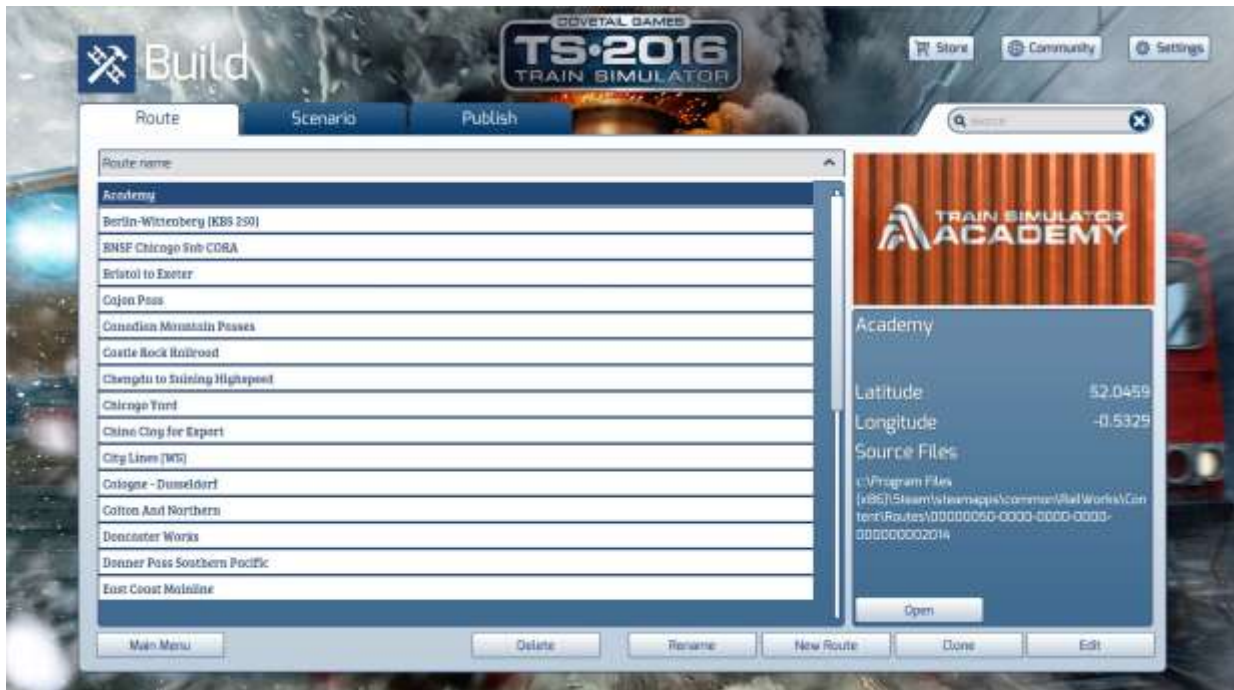 Build
DOVETAIL GAMES
TS•2016
TRAIN SIMULATOR
Store
Community
Settings
Route
Scenario
Publish
Search
Route name
Academy
Berlin-Wittenberg (KBS 250)
BNSF Chicago Sub CORA
Bristol to Exeter
Cajon Pass
Canadian Mountain Passes
Castle Rock Railroad
Chengdu to Suining Highspeed
Chicago Yard
China Clay for Export
City Lines (WS)
Cologne - Dusseldorf
Colton And Northern
Doncaster Works
Donner Pass Southern Pacific
East Coast Mainline
TRAIN SIMULATOR
ACADEMY
Academy
Latitude 52.0459
Longitude -0.5329
Source Files
c:\Program Files
(x86)\Steam\steamapps\common\RailWorks\Con
tent\Routes\00000050-0000-0000-0000-
000000002014
Open
Main Menu
Delete
Rename
New Route
Clone
Edit